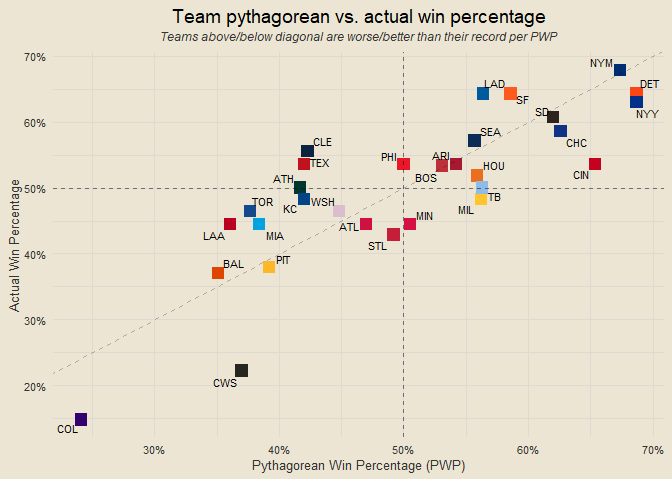 Team pythagorean vs. actual win percentage
Teams above/below diagonal are worse/better than their record per PWP
70%
60%
50%
40%
30%
20%
Actual Win Percentage
NYM
DET
LAD
SF
NYY
SD
SEA
CHC
CLE
TEX
PHI
ARI
BOS
HOU
CIN
ATH
TB
KC
WSH
MIL
TOR
MIN
LAA
MIA
ATL
STL
BAL
PIT
CWS
COL
30%
40%
50%
60%
70%
Pythagorean Win Percentage (PWP)